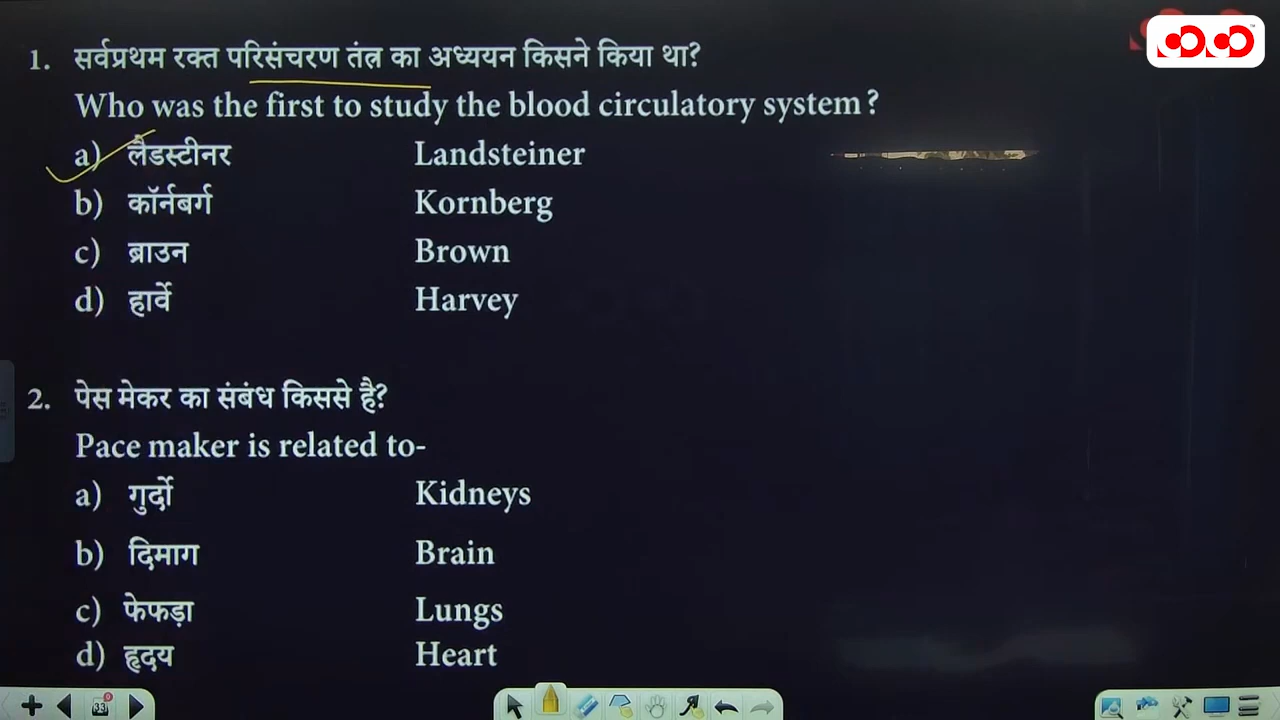 1. सर्वप्रथम रक्त परिसंचरण तंत्र का अध्ययन किसने किया था?
Who was the first to study the blood circulatory system?
a) लैडस्टीनर Landsteiner
b) कॉर्नबर्ग Kornberg
c) ब्राउन Brown
d) हार्वे Harvey
2. पेस मेकर का संबंध किससे है?
Pace maker is related to-
a) गुर्दो Kidneys
b) दिमाग Brain
c) फेफड़ा Lungs
d) हृदय Heart
33